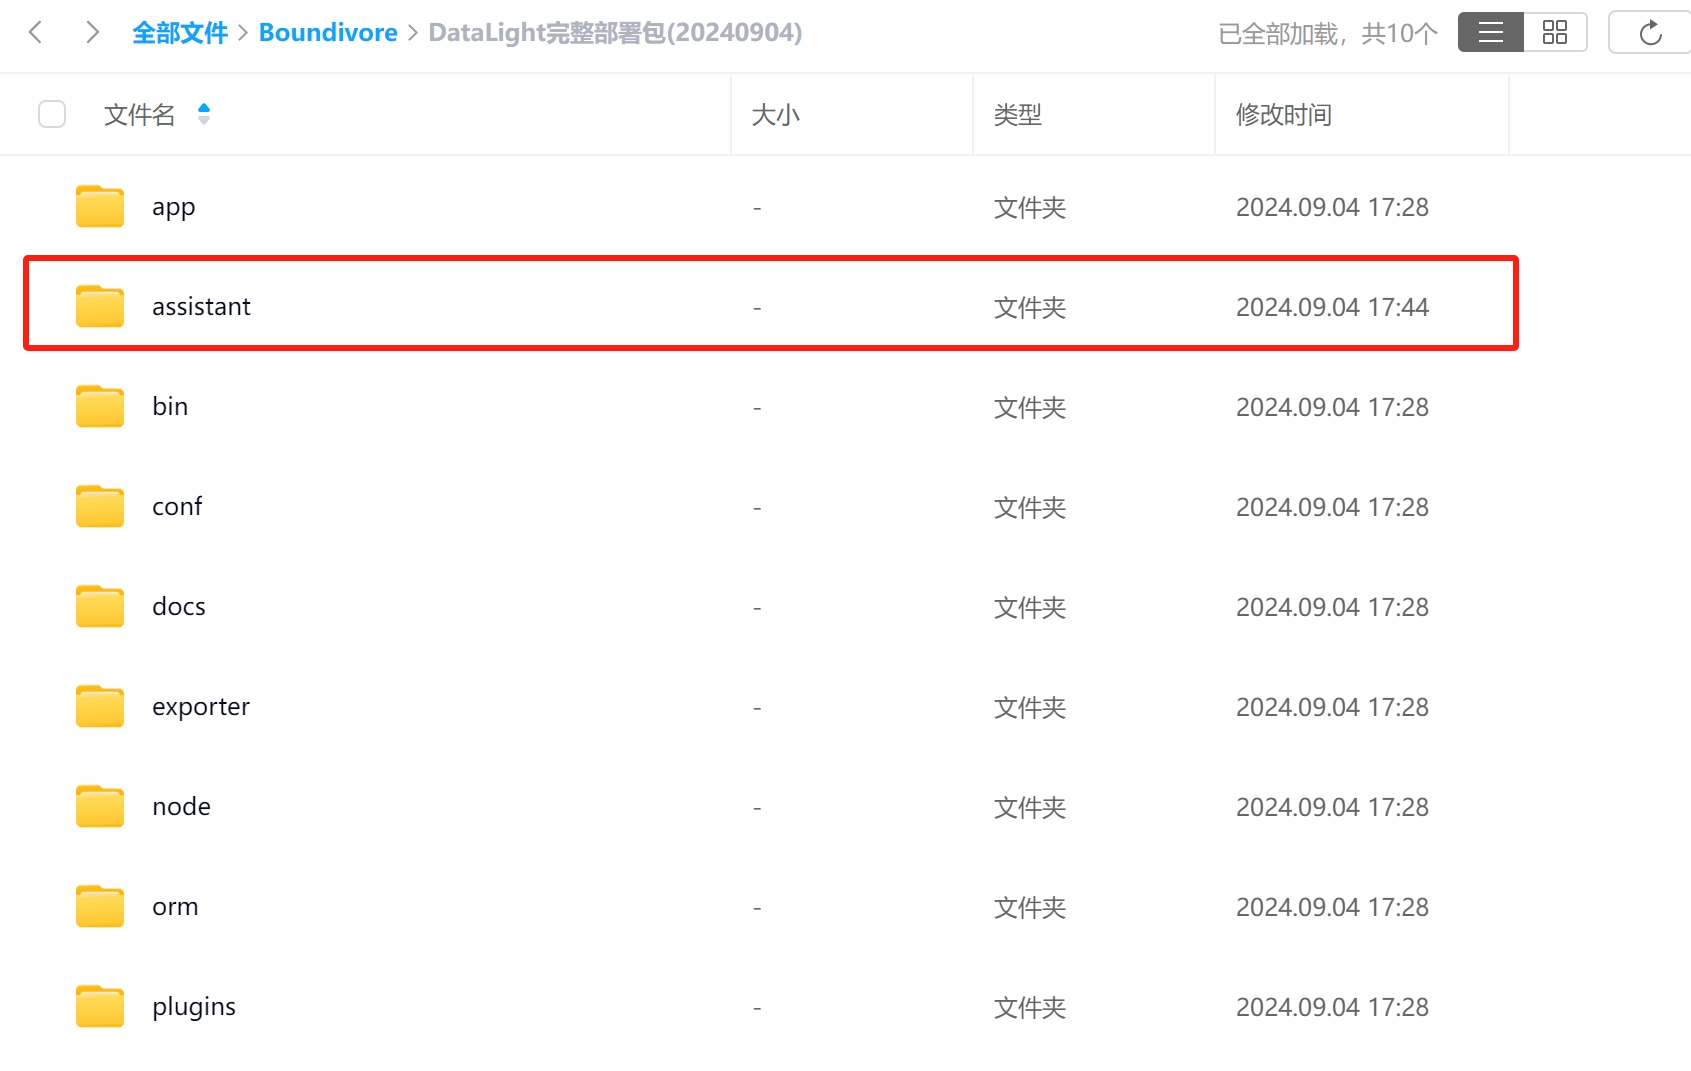 全部文件 > Boundivore > DataLight完整部署包(20240904) 已全部加载，共10个
文件名 大小 类型 修改时间
app - 文件夹 2024.09.04 17:28
assistant - 文件夹 2024.09.04 17:44
bin - 文件夹 2024.09.04 17:28
conf - 文件夹 2024.09.04 17:28
docs - 文件夹 2024.09.04 17:28
exporter - 文件夹 2024.09.04 17:28
node - 文件夹 2024.09.04 17:28
orm - 文件夹 2024.09.04 17:28
plugins - 文件夹 2024.09.04 17:28